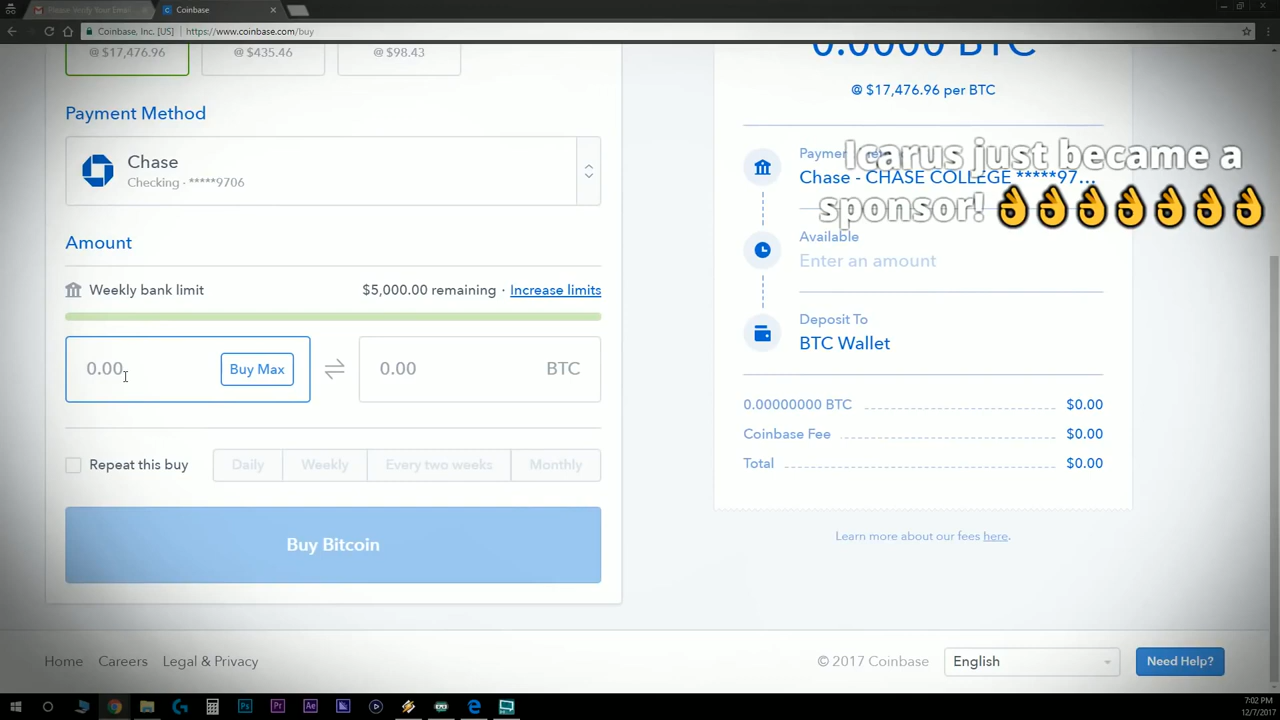 Please Verify Your Email
Coinbase
Coinbase, Inc. [US]
https://www.coinbase.com/buy
@ $17,476.96
@ $435.46
@ $98.43
Payment Method
Chase
Checking · *****9706
Amount
Weekly bank limit
$5,000.00 remaining · Increase limits
0.00
Buy Max
0.00
BTC
Repeat this buy
Daily
Weekly
Every two weeks
Monthly
Buy Bitcoin
0.0000 BTC
@ $17,476.96 per BTC
Icarus just became a
sponsor! 👌👌👌👌👌👌👌
Chase - CHASE COLLEGE *****97...
Available
Enter an amount
Deposit To
BTC Wallet
0.00000000 BTC
$0.00
Coinbase Fee
$0.00
Total
$0.00
Learn more about our fees here.
Home
Careers
Legal & Privacy
© 2017 Coinbase
English
Need Help?
7:02 PM
12/7/2017